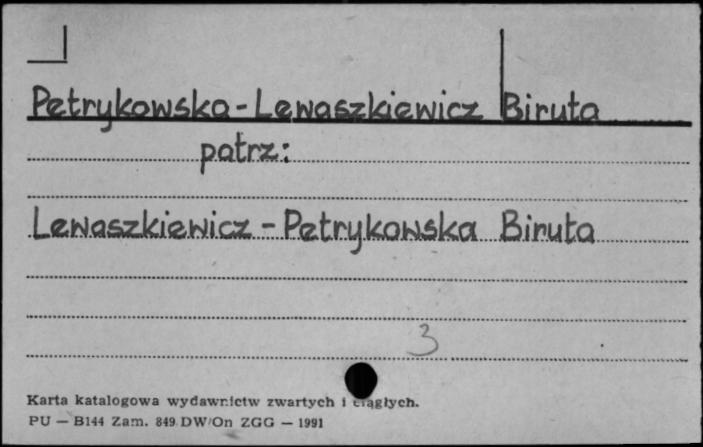 Petrykowska-Lewaszkiewicz Biruta
patrz:
Lewaszkiewicz-Petrykowska Biruta
3
Karta katalogowa wydawnictw zwartych i ciągłych.
PU — B144 Zam. 849 DW/On ZGG — 1991